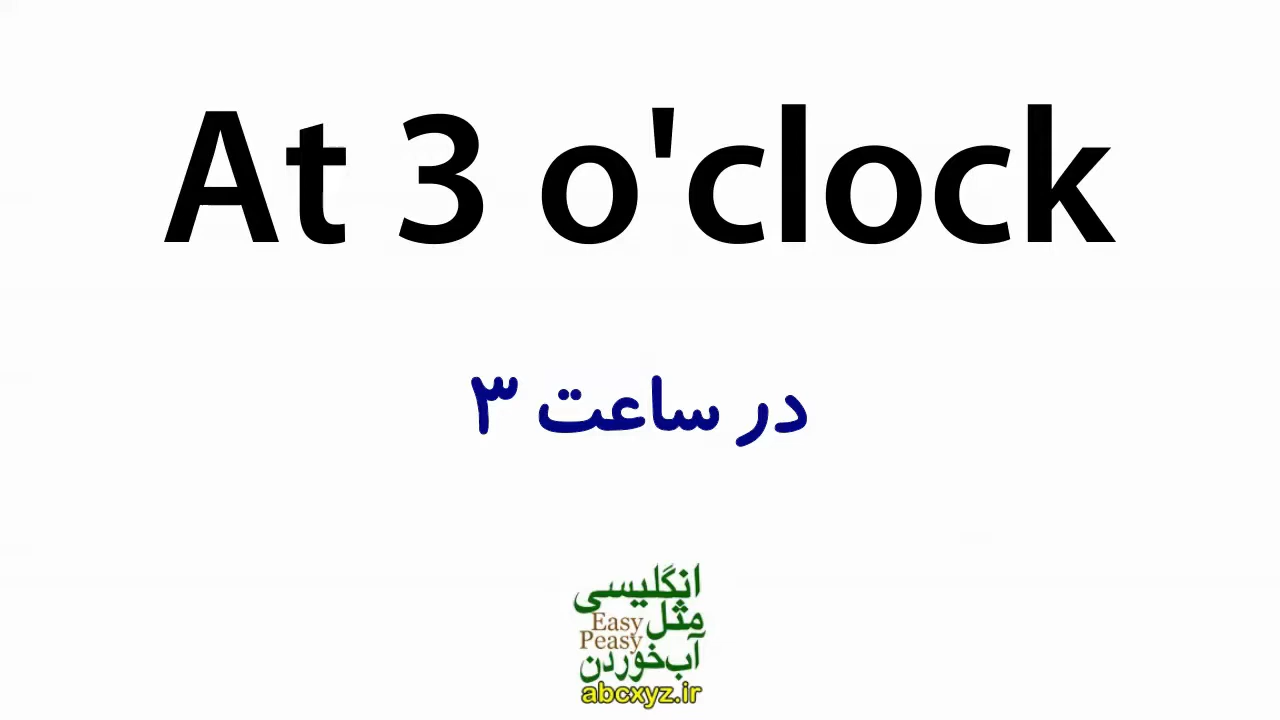 At 3 o'clock
در ساعت ۳
انگلیسی
مثل Easy
Peasy
آب‌خوردن
abcxyz.ir